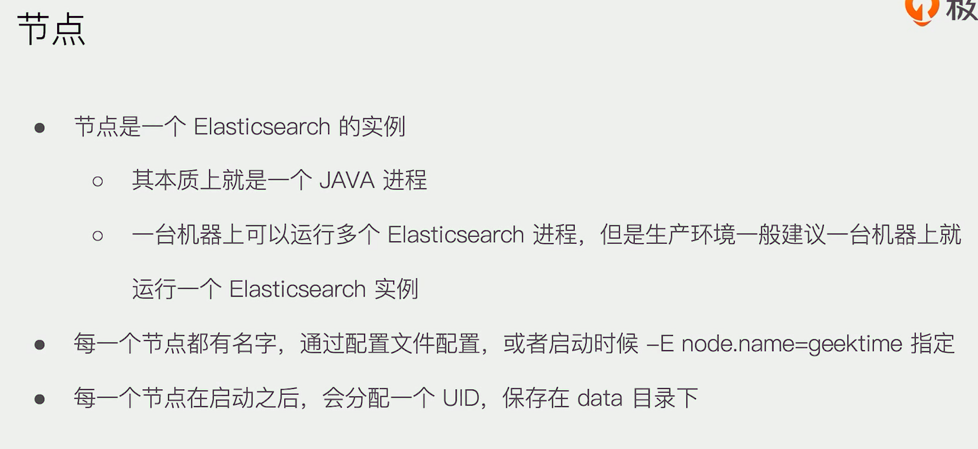 节点
极
● 节点是一个 Elasticsearch 的实例
○ 其本质上就是一个 JAVA 进程
○ 一台机器上可以运行多个 Elasticsearch 进程，但是生产环境一般建议一台机器上就
运行一个 Elasticsearch 实例
● 每一个节点都有名字，通过配置文件配置，或者启动时候 -E node.name=geektime 指定
● 每一个节点在启动之后，会分配一个 UID，保存在 data 目录下